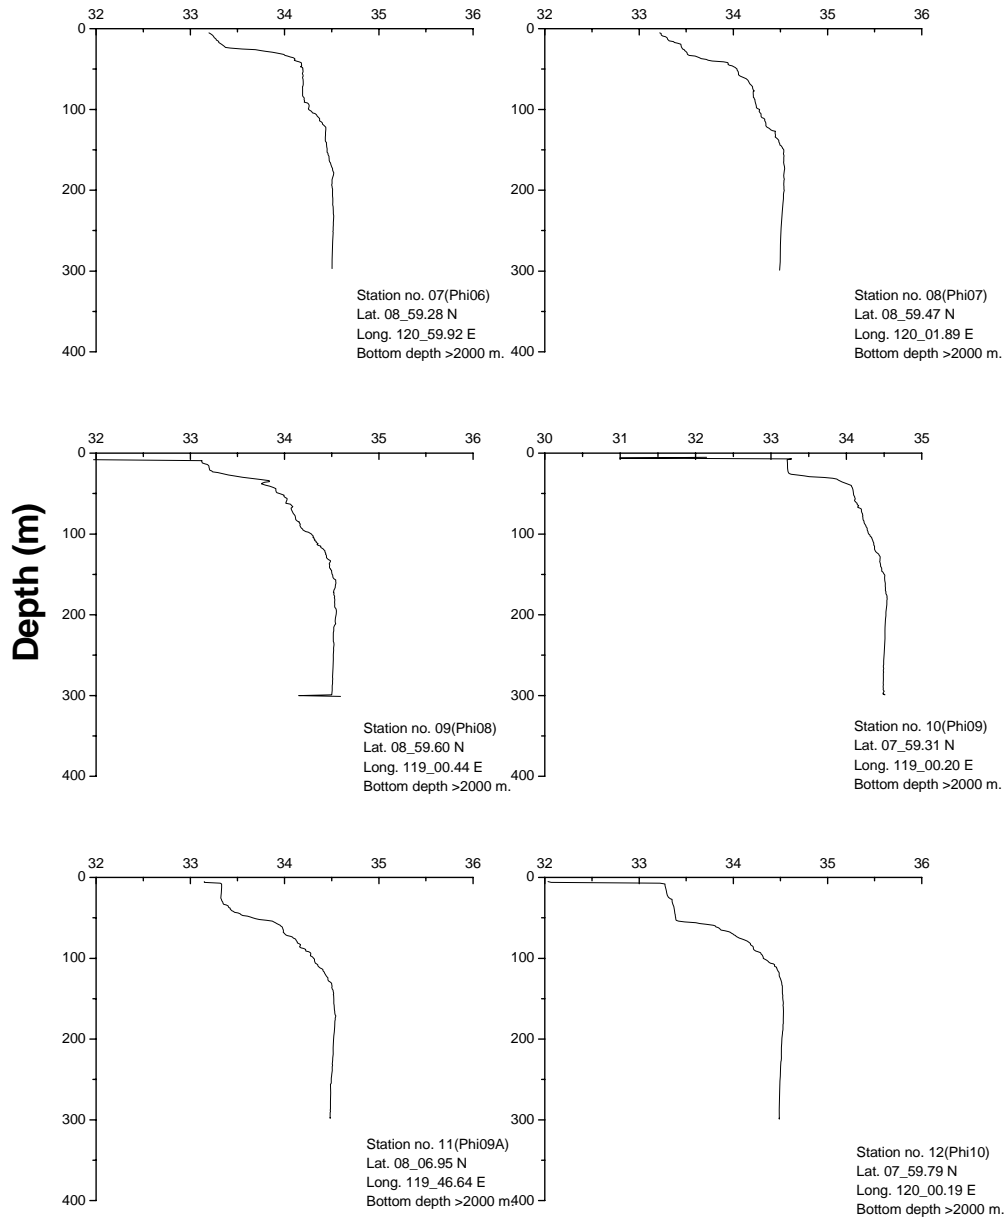 32 33 34 35 36
0
100
200
300
400
Station no. 07(Phi06)
Lat. 08_59.28 N
Long. 120_59.92 E
Bottom depth >2000 m.
32 33 34 35 36
0
100
200
300
400
Station no. 08(Phi07)
Lat. 08_59.47 N
Long. 120_01.89 E
Bottom depth >2000 m.
Depth (m)
32 33 34 35 36
0
100
200
300
400
Station no. 09(Phi08)
Lat. 08_59.60 N
Long. 119_00.44 E
Bottom depth >2000 m.
30 31 32 33 34 35
0
100
200
300
400
Station no. 10(Phi09)
Lat. 07_59.31 N
Long. 119_00.20 E
Bottom depth >2000 m.
32 33 34 35 36
0
100
200
300
400
Station no. 11(Phi09A)
Lat. 08_06.95 N
Long. 119_46.64 E
Bottom depth >2000 m.
32 33 34 35 36
0
100
200
300
400
Station no. 12(Phi10)
Lat. 07_59.79 N
Long. 120_00.19 E
Bottom depth >2000 m.